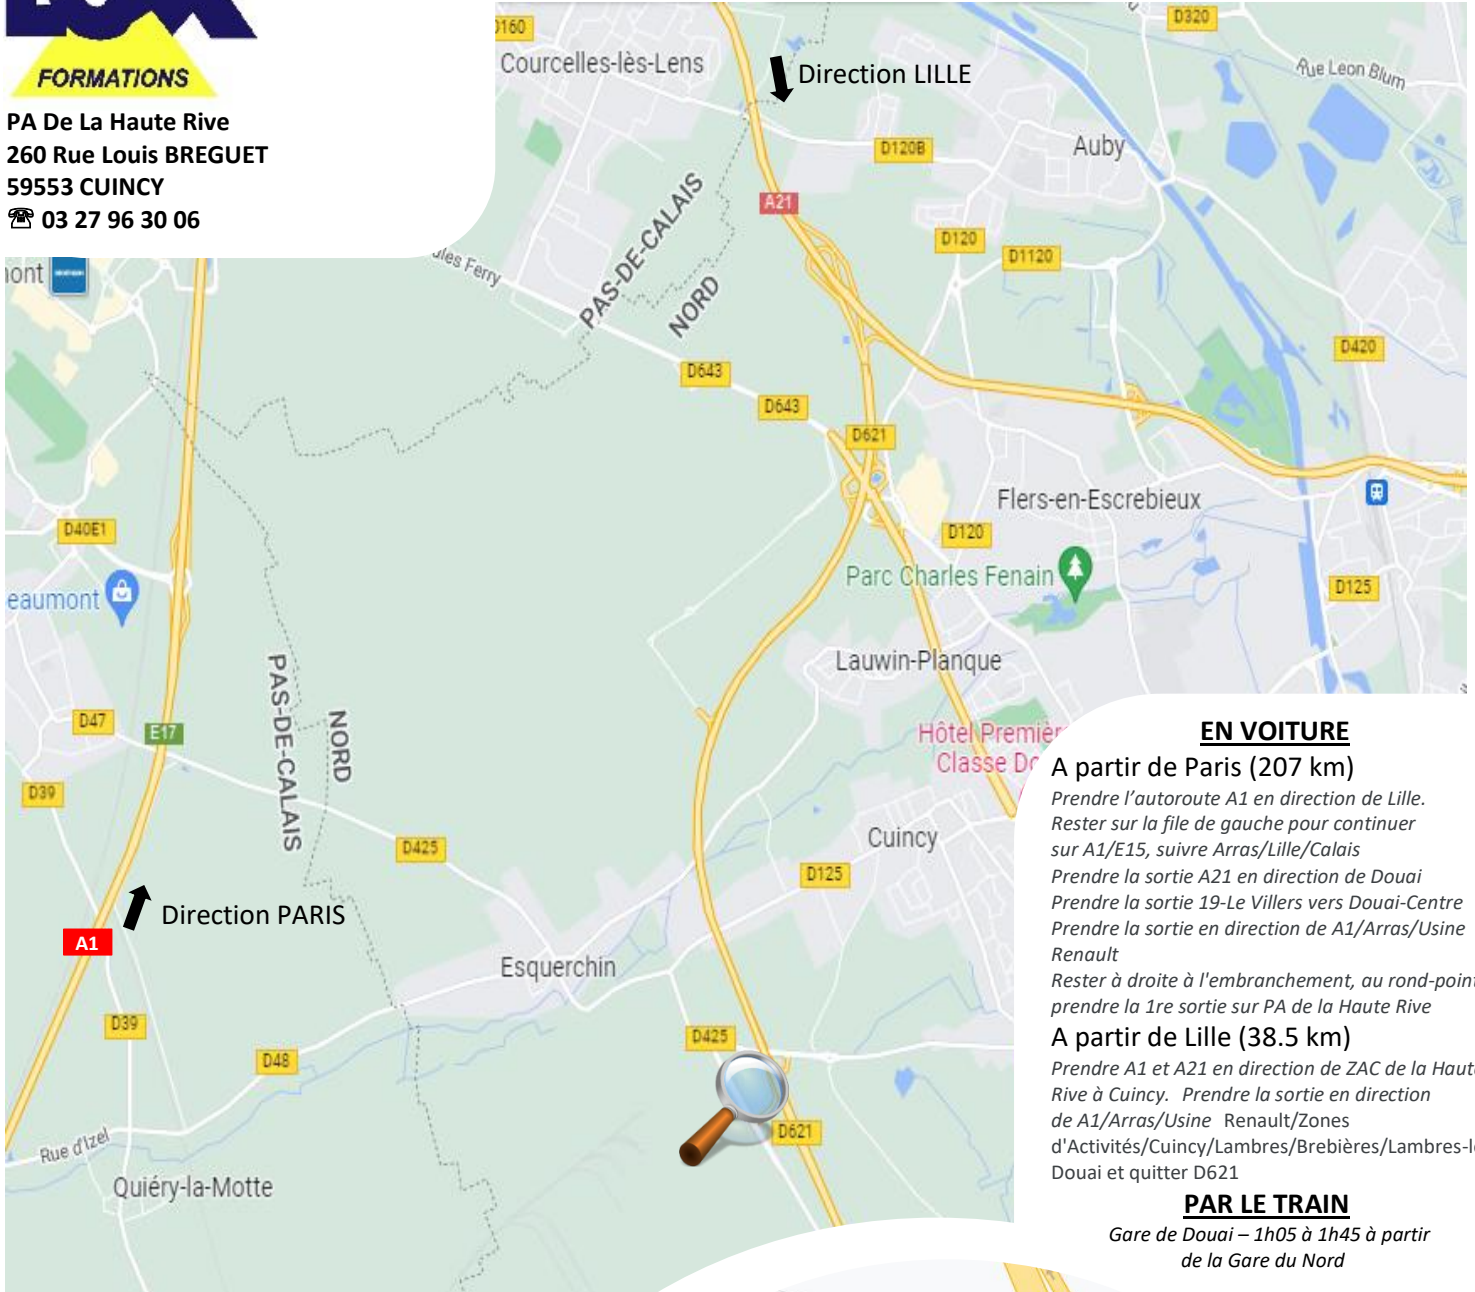 FORMATIONS
PA De La Haute Rive
260 Rue Louis BREGUET
59553 CUINCY
☎ 03 27 96 30 06
D160
Courcelles-lès-Lens
Direction LILLE
D320
Rue Leon Blum
D120B
Auby
A21
PAS-DE-CALAIS
NORD
D120
D1120
ules Ferry
ont
D643
D420
D643
D621
Flers-en-Escrebieux
D40E1
D120
Parc Charles Fenain
eaumont
D125
Lauwin-Planque
PAS-DE-CALAIS
NORD
D47
E17
Hôtel Premièr
Classe Do
D39
D425
Cuincy
D125
Direction PARIS
A1
Esquerchin
D39
D425
D48
D621
Rue d'Izel
Quiéry-la-Motte
EN VOITURE
A partir de Paris (207 km)
Prendre l’autoroute A1 en direction de Lille.
Rester sur la file de gauche pour continuer
sur A1/E15, suivre Arras/Lille/Calais
Prendre la sortie A21 en direction de Douai
Prendre la sortie 19-Le Villers vers Douai-Centre
Prendre la sortie en direction de A1/Arras/Usine
Renault
Rester à droite à l'embranchement, au rond-point
prendre la 1re sortie sur PA de la Haute Rive
A partir de Lille (38.5 km)
Prendre A1 et A21 en direction de ZAC de la Haute
Rive à Cuincy. Prendre la sortie en direction
de A1/Arras/Usine Renault/Zones
d'Activités/Cuincy/Lambres/Brebières/Lambres-l
Douai et quitter D621
PAR LE TRAIN
Gare de Douai – 1h05 à 1h45 à partir
de la Gare du Nord